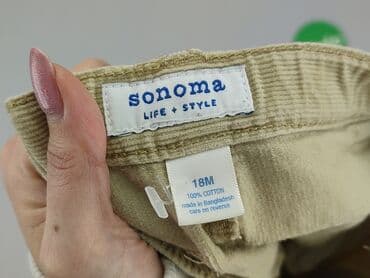 sonoma
LIFE + STYLE
18M
100% COTTON
made in Bangladesh
care on reverse